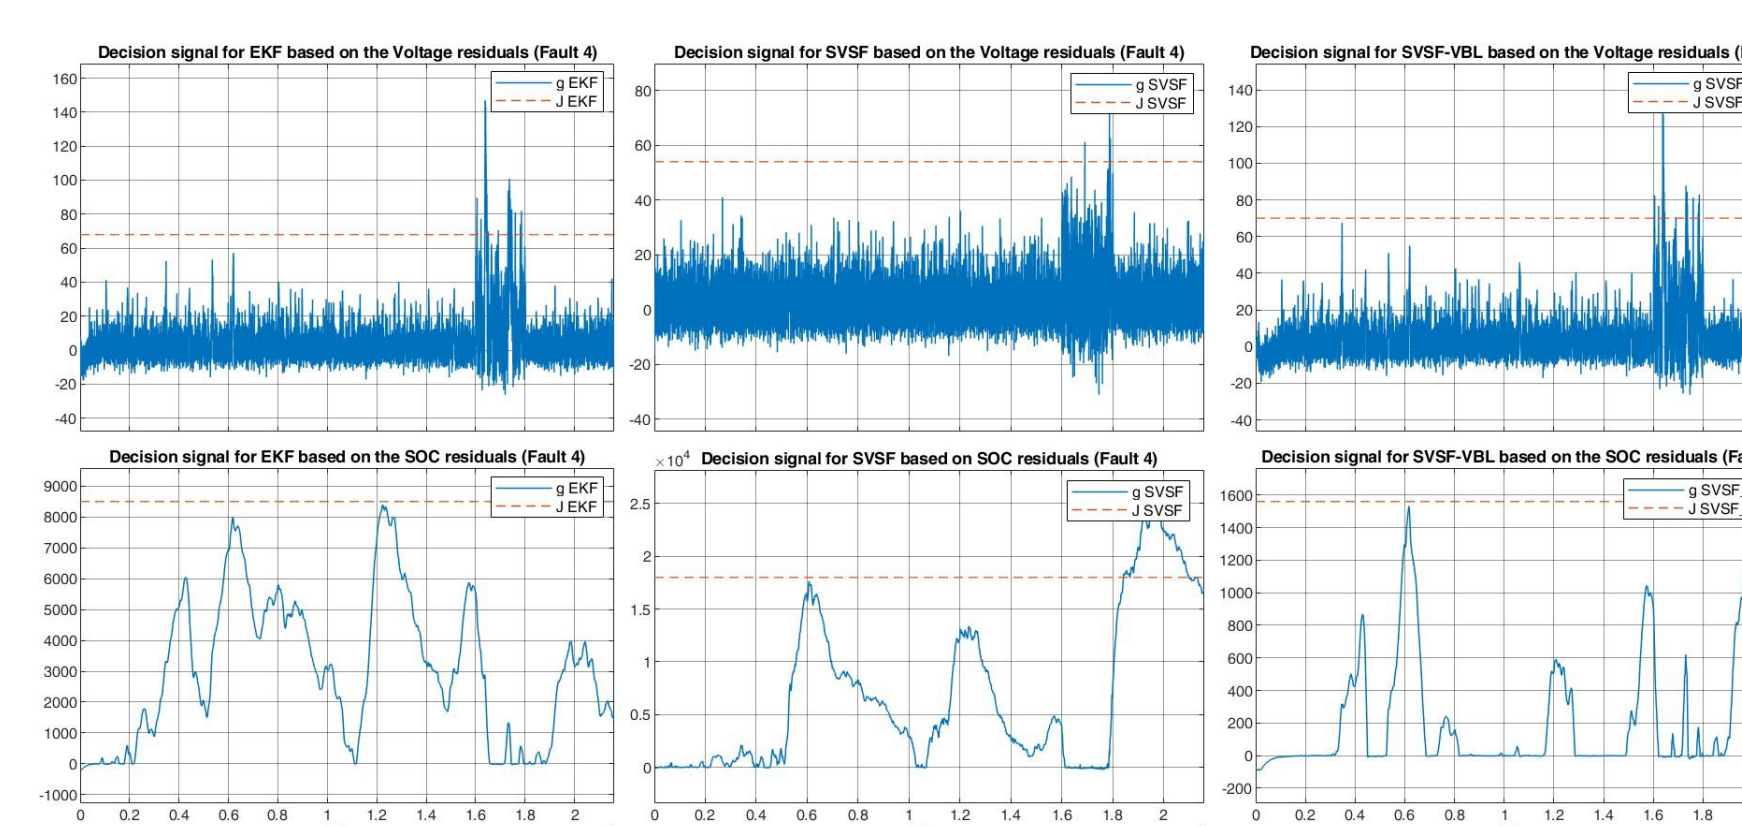 Decision signal for EKF based on the Voltage residuals (Fault 4)
160
140
120
100
80
60
40
20
0
-20
-40
g EKF
J EKF
Decision signal for SVSF based on the Voltage residuals (Fault 4)
80
60
40
20
0
-20
-40
g SVSF
J SVSF
Decision signal for SVSF-VBL based on the Voltage residuals (
140
120
100
80
60
40
20
0
-20
-40
g SVSF
J SVSF
Decision signal for EKF based on the SOC residuals (Fault 4)
9000
8000
7000
6000
5000
4000
3000
2000
1000
0
-1000
g EKF
J EKF
0 0.2 0.4 0.6 0.8 1 1.2 1.4 1.6 1.8 2
× 10^4
Decision signal for SVSF based on SOC residuals (Fault 4)
2.5
2
1.5
1
0.5
0
g SVSF
J SVSF
0 0.2 0.4 0.6 0.8 1 1.2 1.4 1.6 1.8 2
Decision signal for SVSF-VBL based on the SOC residuals (Fa
1600
1400
1200
1000
800
600
400
200
0
-200
g SVSF_
J SVSF_
0 0.2 0.4 0.6 0.8 1 1.2 1.4 1.6 1.8